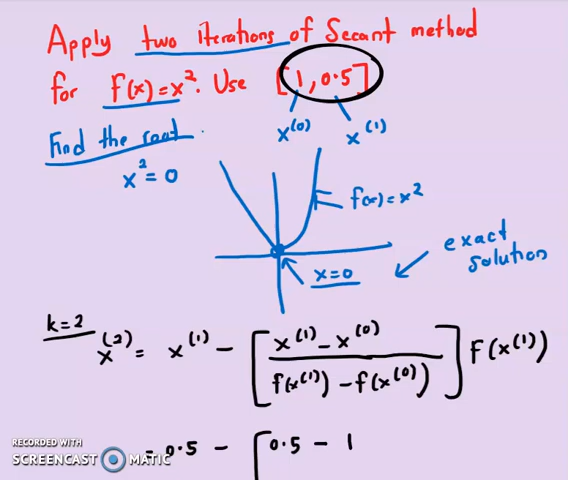 Apply two iterations of Secant method
for f(x)=x². Use [1, 0.5]
x⁽⁰⁾ x⁽¹⁾
Find the root.
x² = 0
f(x)=x²
exact
solution
x=0
k=2
x⁽²⁾ = x⁽¹⁾ - [x⁽¹⁾ - x⁽⁰⁾ / f(x⁽¹⁾) - f(x⁽⁰⁾)] F(x⁽¹⁾)
= 0.5 - [0.5 - 1
RECORDED WITH
SCREENCAST MATIC